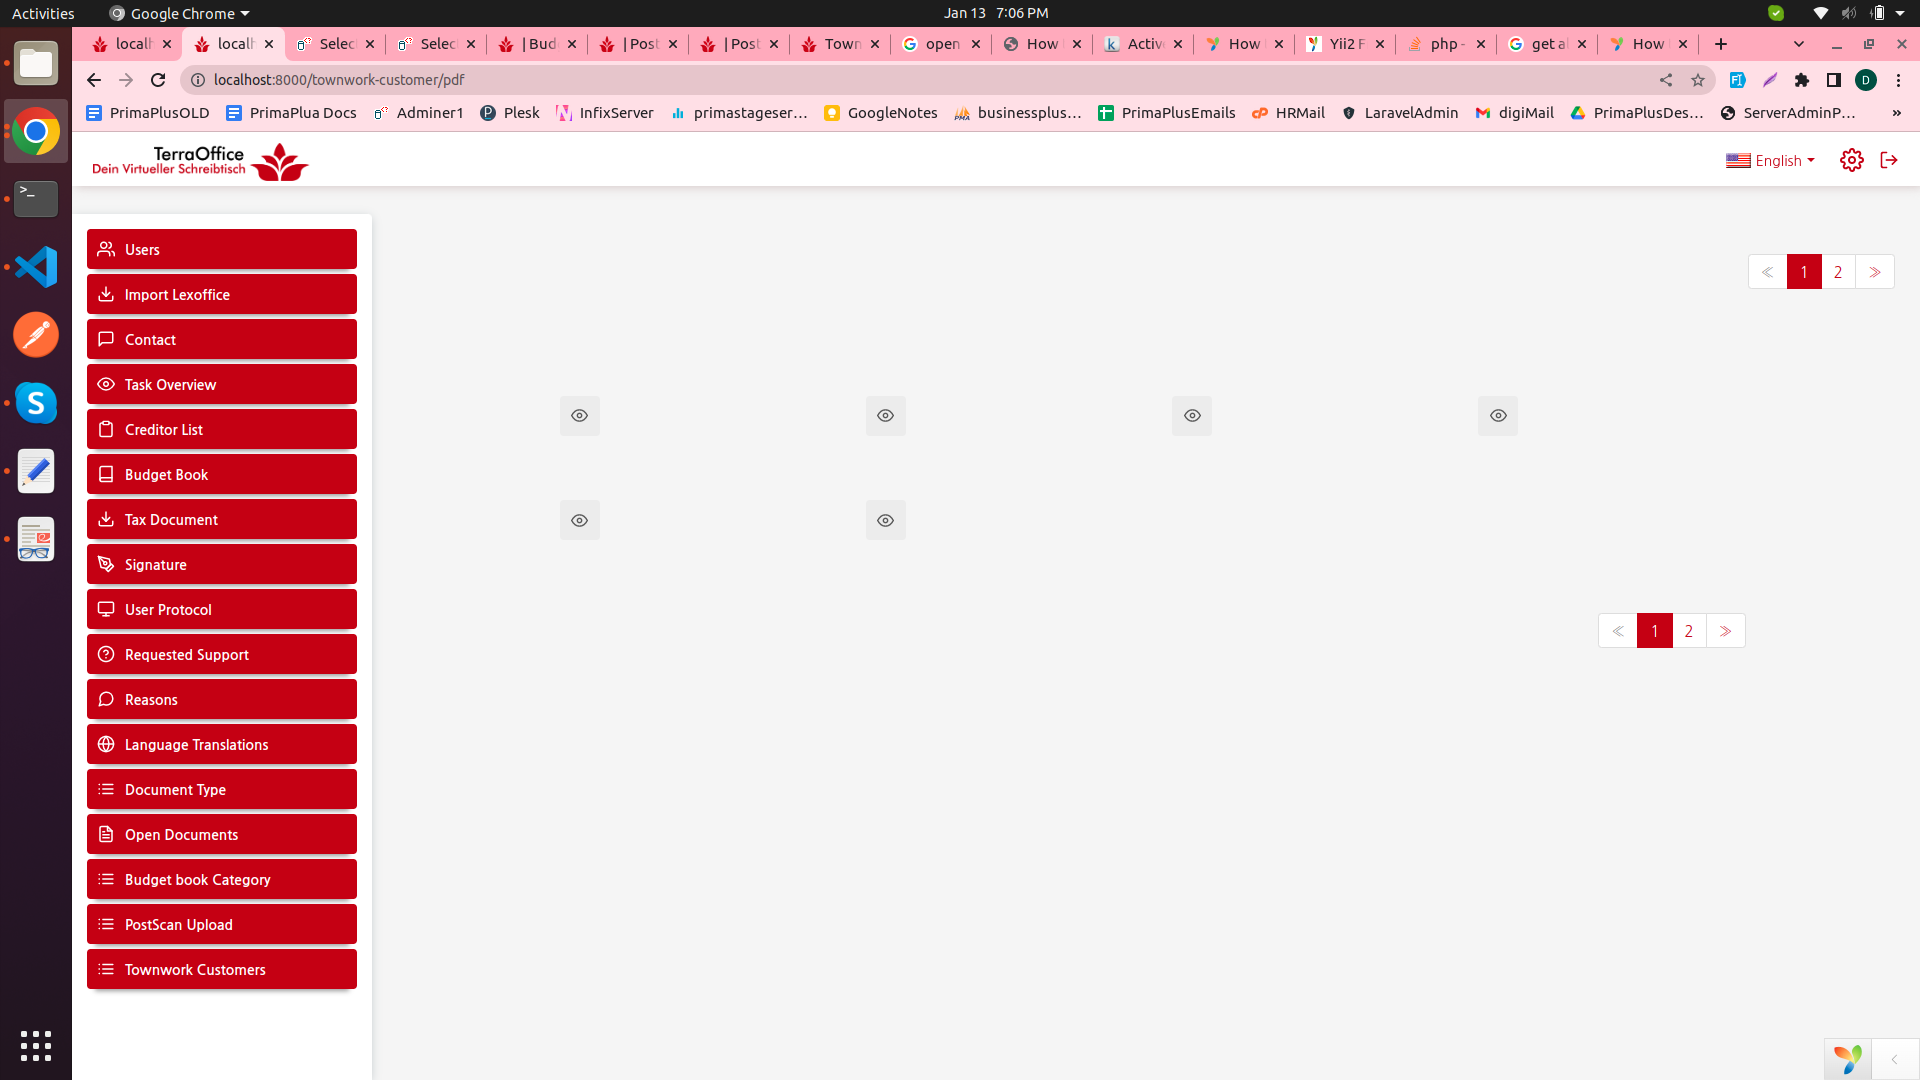 Activities
Google Chrome
Jan 13 7:06 PM
localh
localh
Selec
Selec
| Bud
| Post
| Post
Town
open
How
Activ
How
Yii2 F
php -
get al
How
localhost:8000/townwork-customer/pdf
D
PrimaPlusOLD
PrimaPlua Docs
Adminer1
Plesk
InfixServer
primastageser...
GoogleNotes
businessplus...
PrimaPlusEmails
HRMail
LaravelAdmin
digiMail
PrimaPlusDes...
ServerAdminP...
»
TerraOffice
Dein Virtueller Schreibtisch
English
Users
Import Lexoffice
Contact
Task Overview
Creditor List
Budget Book
Tax Document
Signature
User Protocol
Requested Support
Reasons
Language Translations
Document Type
Open Documents
Budget book Category
PostScan Upload
Townwork Customers
« 1 2 »
« 1 2 »